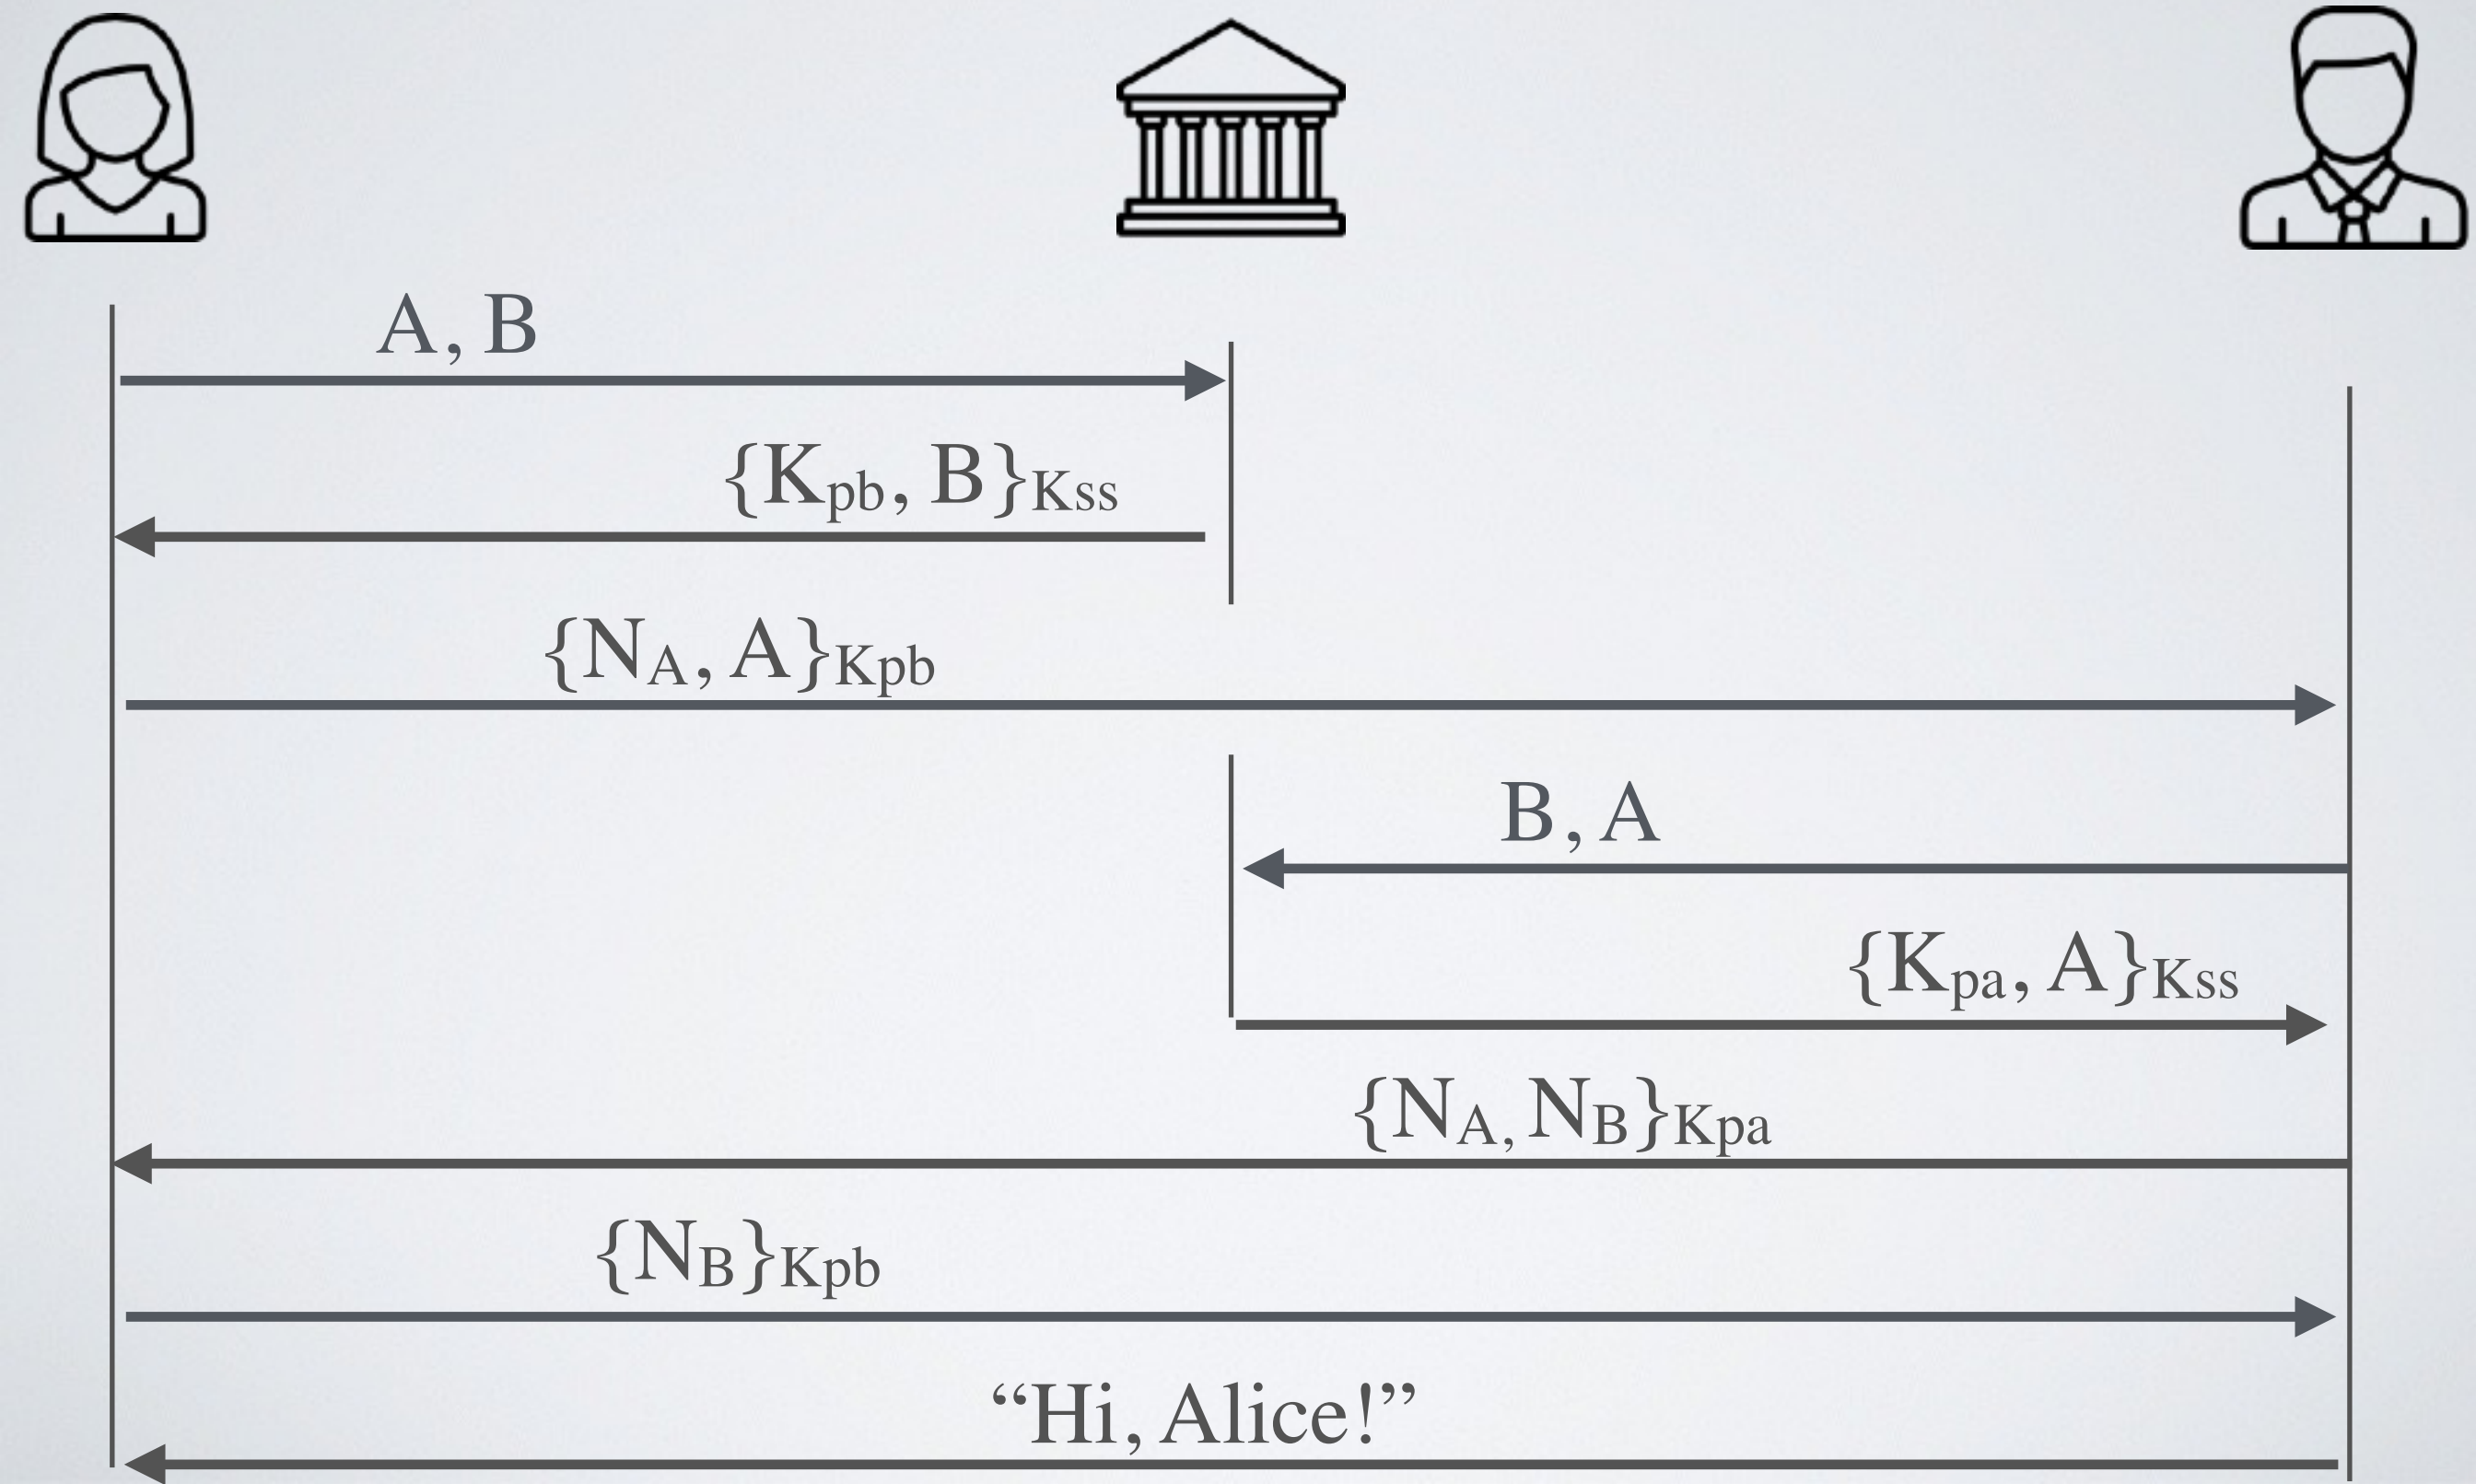 A, B
{Kpb, B}Kss
{NA, A}Kpb
B, A
{Kpa, A}Kss
{NA, NB}Kpa
{NB}Kpb
“Hi, Alice!”